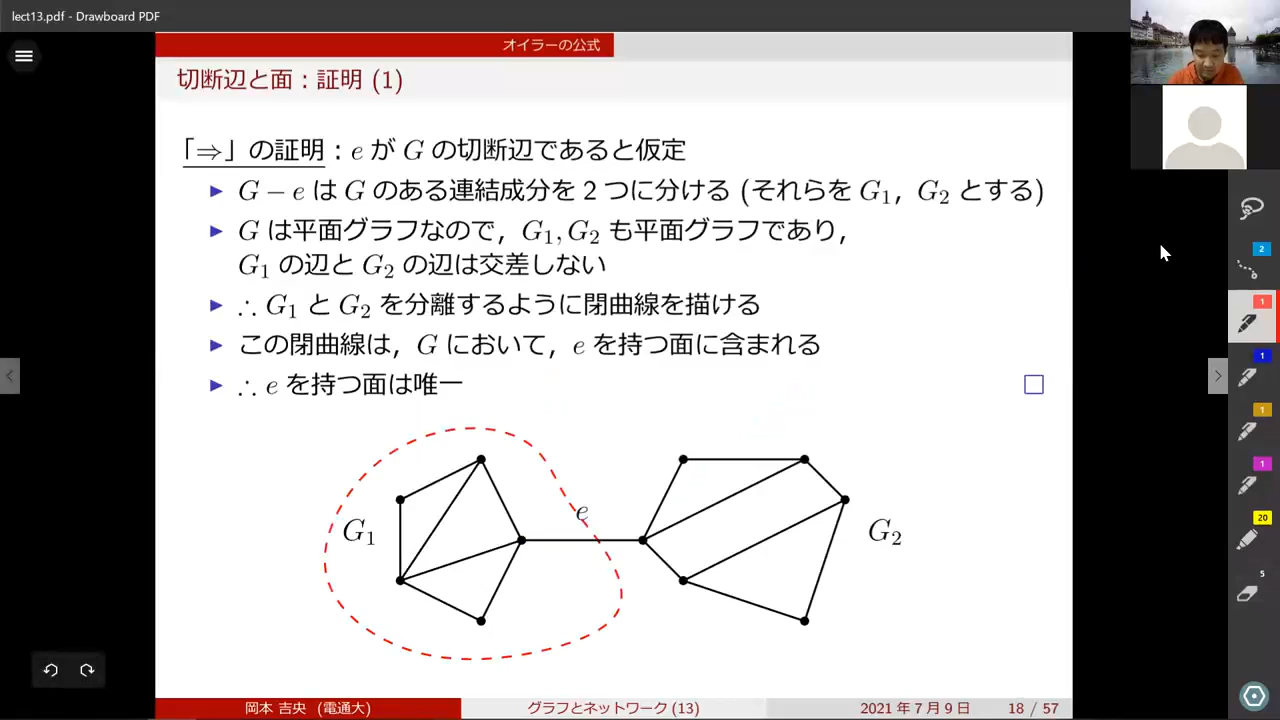 lect13.pdf - Drawboard PDF
オイラーの公式
切断辺と面：証明 (1)
「⇒」の証明：e が G の切断辺であると仮定
▶ G − e は G のある連結成分を 2 つに分ける (それらを G₁，G₂ とする)
▶ G は平面グラフなので，G₁, G₂ も平面グラフであり，
G₁ の辺と G₂ の辺は交差しない
▶ ∴ G₁ と G₂ を分離するように閉曲線を描ける
▶ この閉曲線は，G において，e を持つ面に含まれる
▶ ∴ e を持つ面は唯一 □
e
G₁
G₂
2
1
1
1
1
20
5
岡本 吉央 (電通大)
グラフとネットワーク (13)
2021 年 7 月 9 日
18 / 57